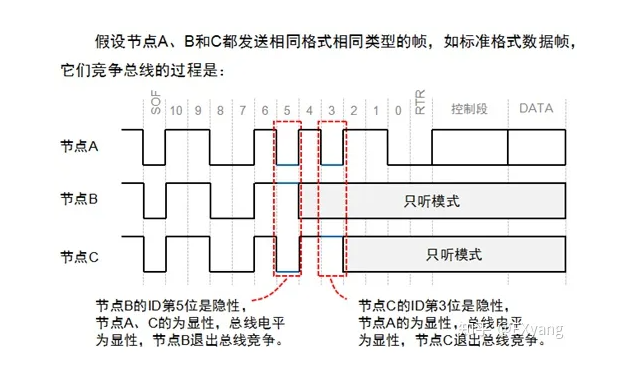 假设节点A、B和C都发送相同格式相同类型的帧，如标准格式数据帧，
它们竞争总线的过程是：
SOF 10 9 8 7 6 5 4 3 2 1 0 RTR 控制段 DATA
节点A
节点B 只听模式
节点C 只听模式
节点B的ID第5位是隐性，
节点A、C的为显性，总线电平
为显性，节点B退出总线竞争。
节点C的ID第3位是隐性，
节点A的为显性，总线电平
为显性，节点C退出总线竞争。
知乎